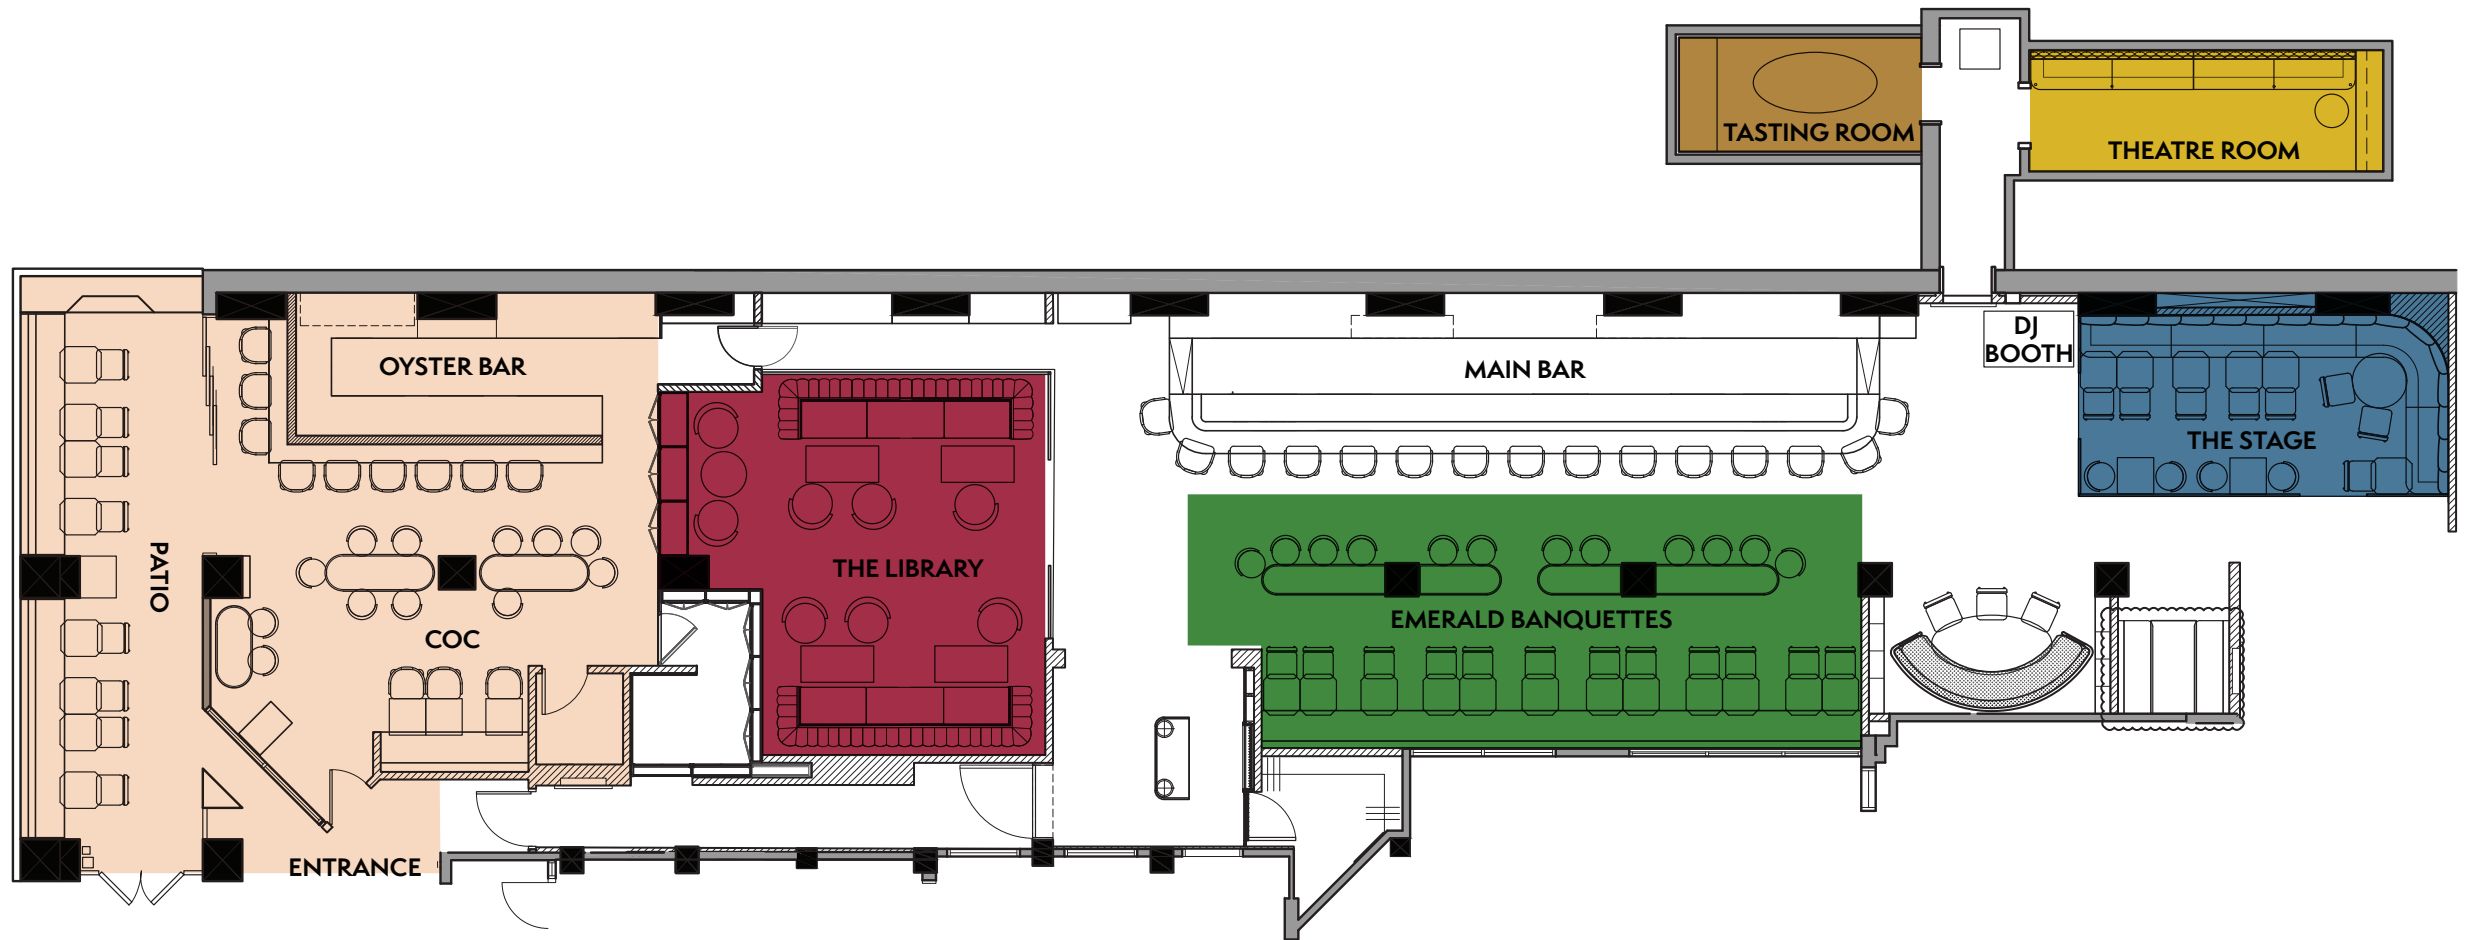 TASTING ROOM
THEATRE ROOM
OYSTER BAR
MAIN BAR
DJ
BOOTH
THE STAGE
PATIO
THE LIBRARY
COC
EMERALD BANQUETTES
ENTRANCE